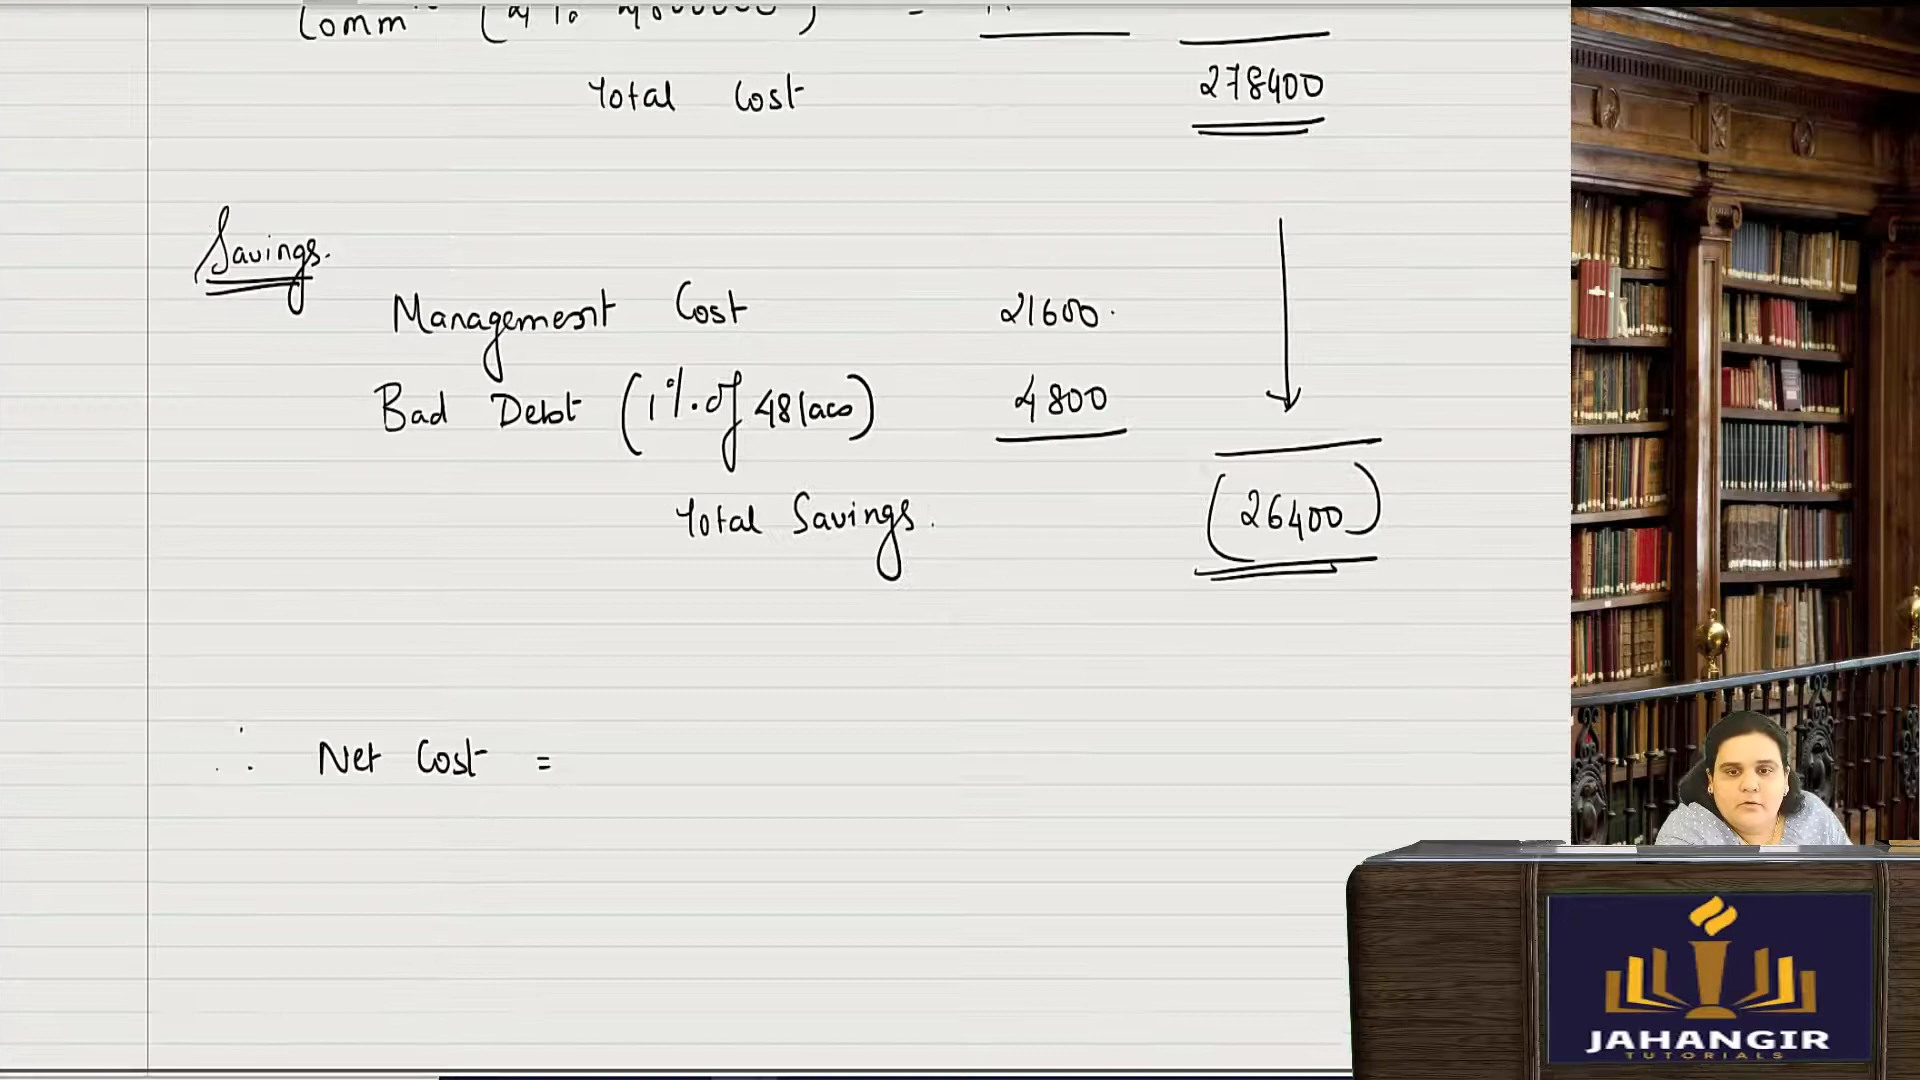 Comm
Total Cost 278400
Savings.
Management Cost 21600.
Bad Debt (1% of 48 lacs) 4800
Total Savings. (26400)
∴ Net Cost =
JAHANGIR
TUTORIALS